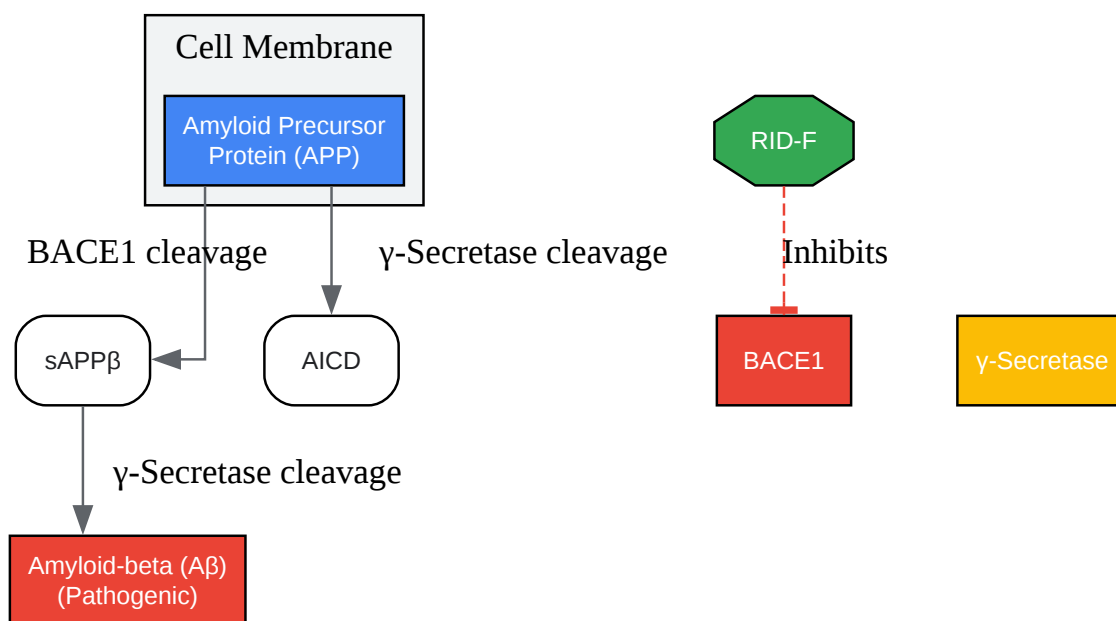 Cell Membrane
Amyloid Precursor
Protein (APP)
RID-F
BACE1 cleavage
γ-Secretase cleavage
Inhibits
sAPPβ
AICD
BACE1
γ-Secretase
γ-Secretase cleavage
Amyloid-beta (Aβ)
(Pathogenic)